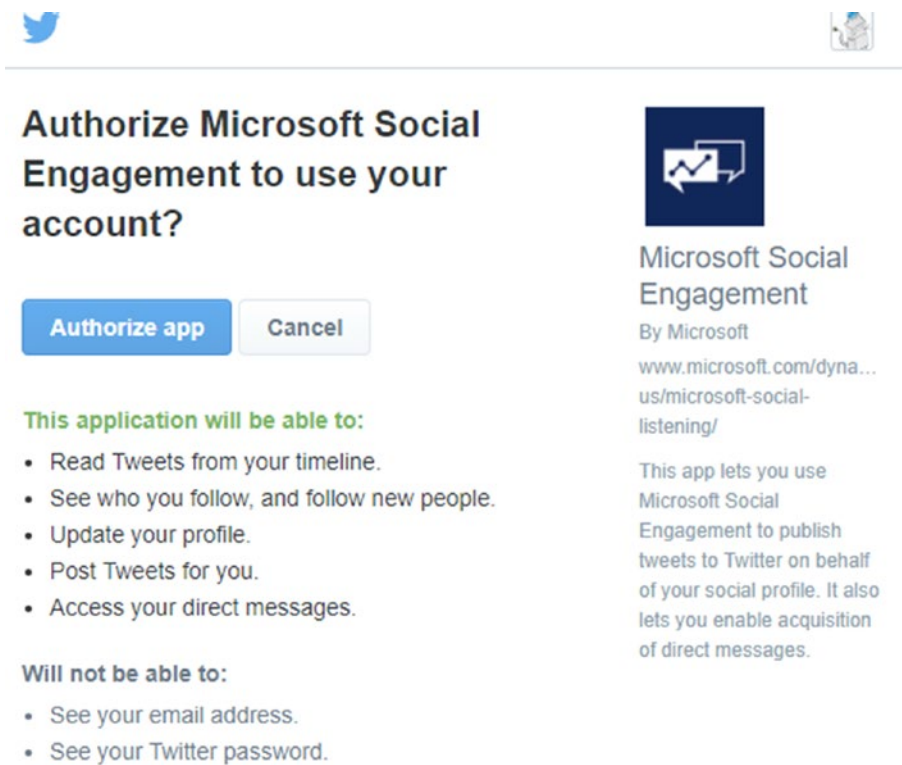 Authorize Microsoft Social
Engagement to use your
account?
Authorize app
Cancel
This application will be able to:
• Read Tweets from your timeline.
• See who you follow, and follow new people.
• Update your profile.
• Post Tweets for you.
• Access your direct messages.
Will not be able to:
• See your email address.
• See your Twitter password.
Microsoft Social
Engagement
By Microsoft
www.microsoft.com/dyna...
us/microsoft-social-
listening/
This app lets you use
Microsoft Social
Engagement to publish
tweets to Twitter on behalf
of your social profile. It also
lets you enable acquisition
of direct messages.